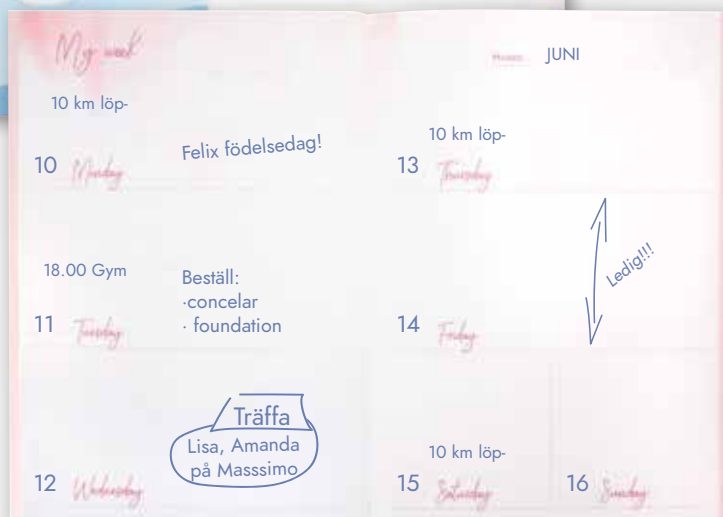 My week
JUNI
10 km löp-
Felix födelsedag!
10 Monday
18.00 Gym
Beställ:
·concelar
· foundation
11 Tuesday
Träffa
Lisa, Amanda
på Masssimo
12 Wednesday
10 km löp-
13 Thursday
Ledig!!!
14 Friday
10 km löp-
15 Saturday
16 Sunday